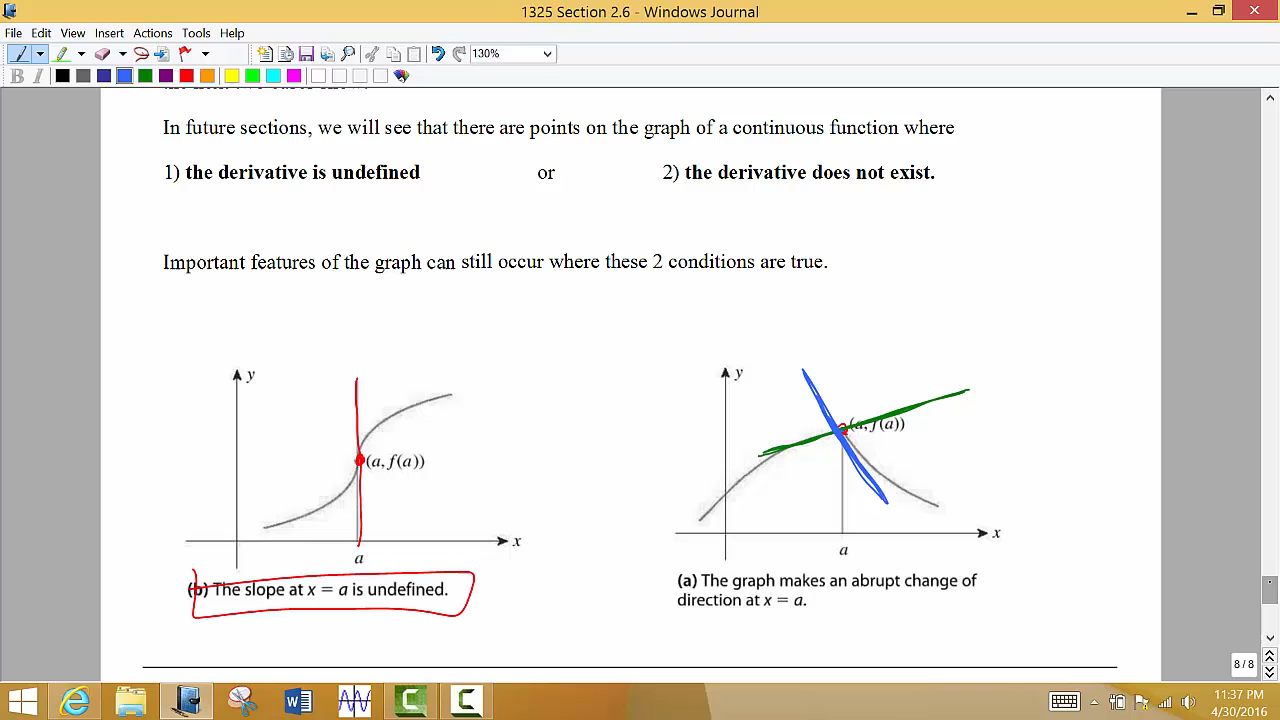 1325 Section 2.6 - Windows Journal
File Edit View Insert Actions Tools Help
130%
B I
In future sections, we will see that there are points on the graph of a continuous function where
1) the derivative is undefined or 2) the derivative does not exist.
Important features of the graph can still occur where these 2 conditions are true.
y
(a, f(a))
x
a
(b) The slope at x = a is undefined.
y
(a, f(a))
x
a
(a) The graph makes an abrupt change of
direction at x = a.
8 / 8
11:37 PM
4/30/2016